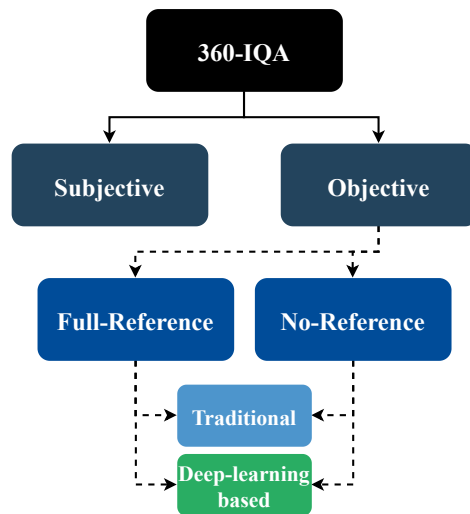 360-IQA
Subjective
Objective
Full-Reference
No-Reference
Traditional
Deep-learning
based